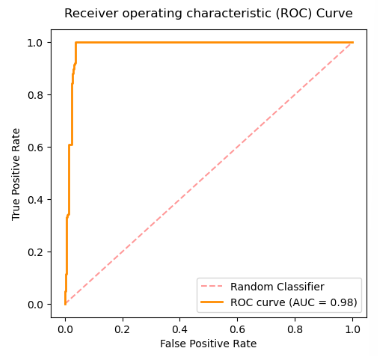 Receiver operating characteristic (ROC) Curve
1.0
0.8
0.6
0.4
0.2
0.0
True Positive Rate
Random Classifier
ROC curve (AUC = 0.98)
0.0 0.2 0.4 0.6 0.8 1.0
False Positive Rate